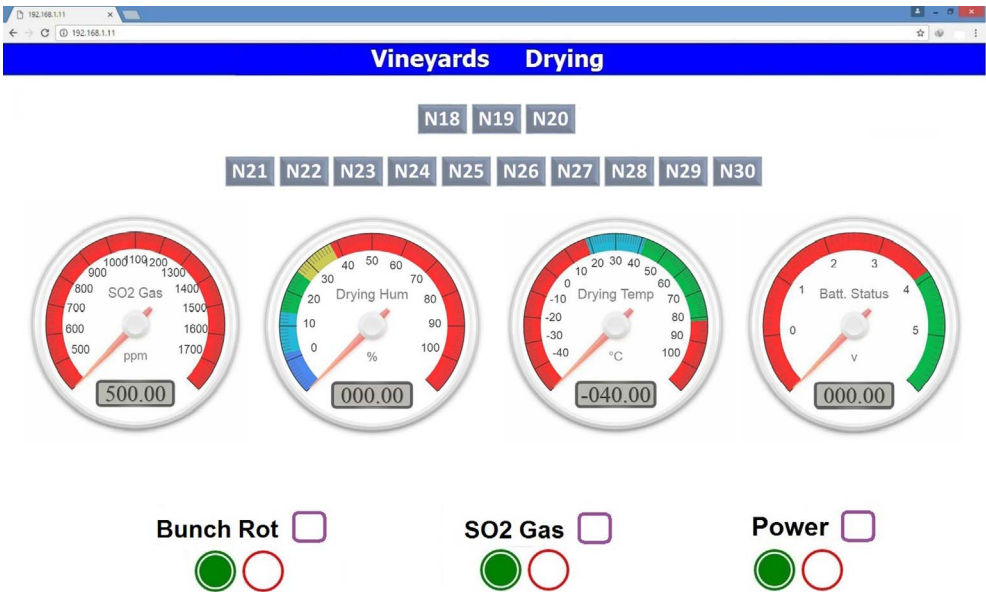 192.168.1.11
192.168.1.11
Vineyards Drying
N18 N19 N20
N21 N22 N23 N24 N25 N26 N27 N28 N29 N30
500 600 700 800 900 1000 1100 1200 1300 1400 1500 1600 1700
SO2 Gas
ppm
500.00
0 10 20 30 40 50 60 70 80 90 100
Drying Hum
%
000.00
-40 -30 -20 -10 0 10 20 30 40 50 60 70 80 90 100
Drying Temp
°C
-040.00
0 1 2 3 4 5
Batt. Status
v
000.00
Bunch Rot SO2 Gas Power